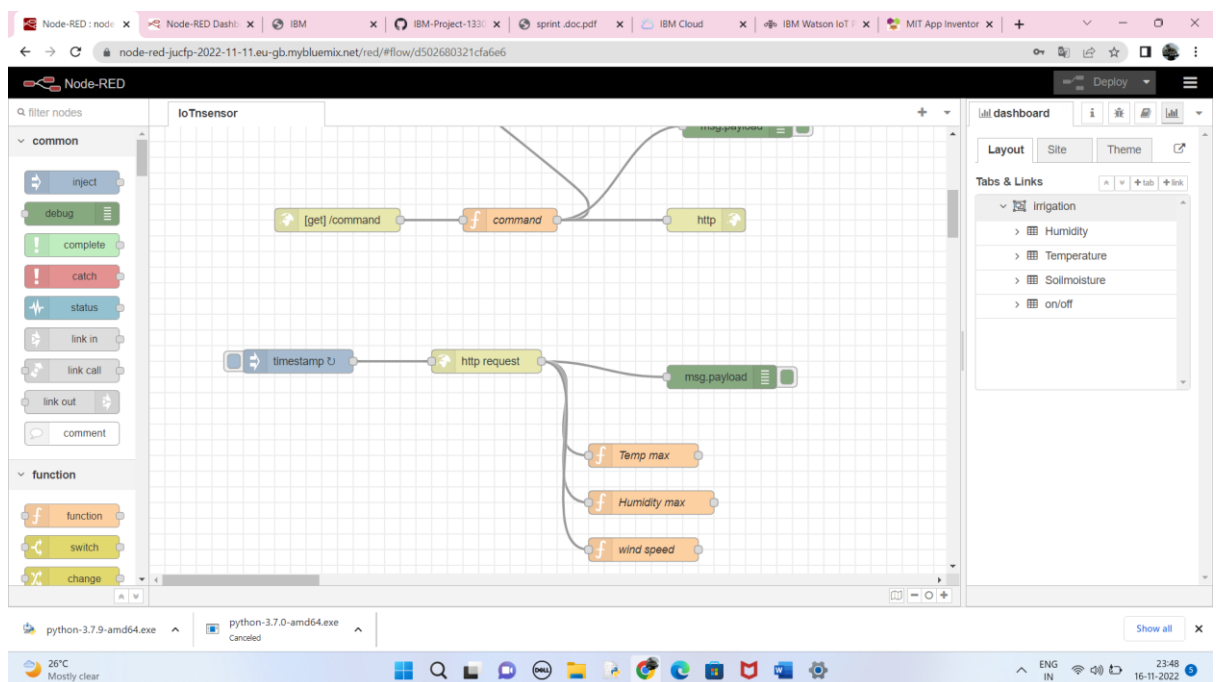 Node-RED : node
Node-RED Dashb
IBM
IBM-Project-1330
sprint .doc.pdf
IBM Cloud
IBM Watson IoT P
MIT App Inventor
node-red-jucfp-2022-11-11.eu-gb.mybluemix.net/red/#flow/d502680321cfa6e6
Node-RED
Deploy
filter nodes
IoTnsensor
dashboard
common
inject
debug
complete
catch
status
link in
link call
link out
comment
function
function
switch
change
msg.payload
[get] /command
command
http
timestamp ↻
http request
msg.payload
Temp max
Humidity max
wind speed
Layout
Site
Theme
Tabs & Links
+ tab
+ link
irrigation
Humidity
Temperature
Soilmoisture
on/off
python-3.7.9-amd64.exe
python-3.7.0-amd64.exe
Canceled
Show all
26°C
Mostly clear
DELL
ENG
IN
23:48
16-11-2022
5